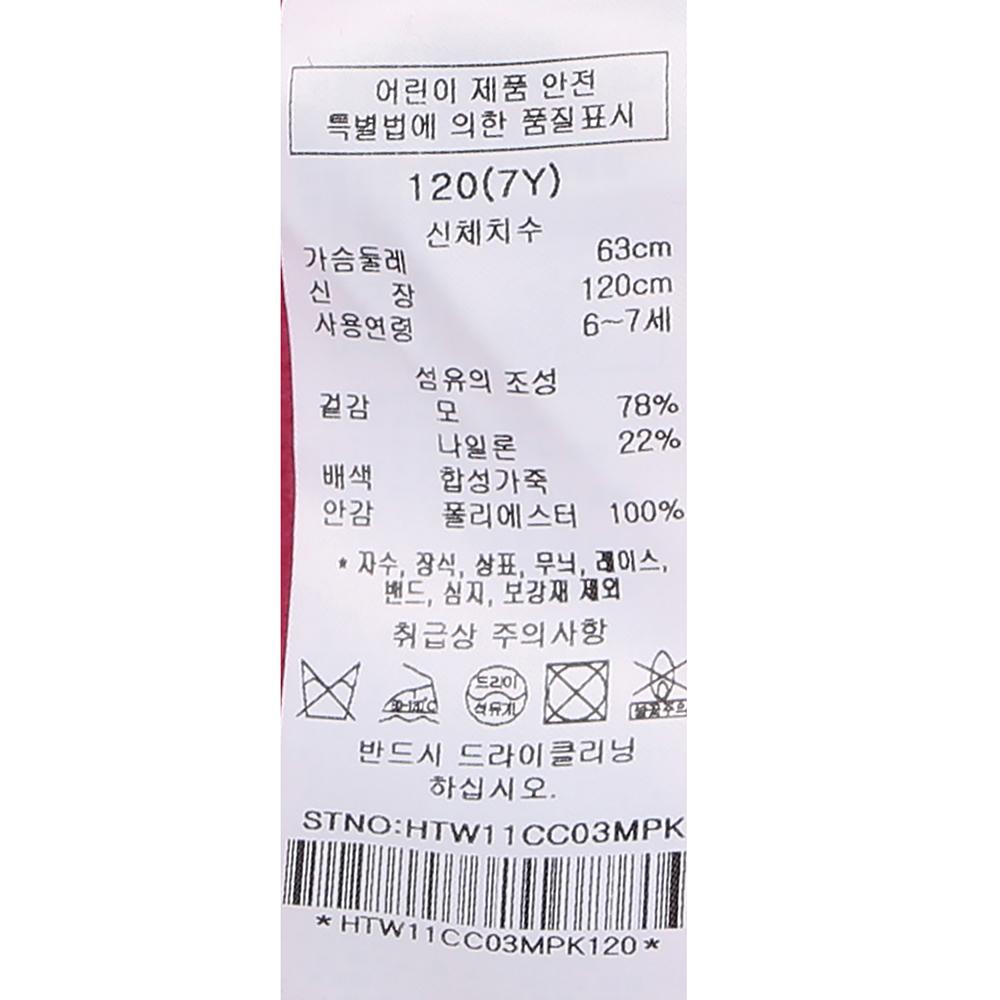 어린이 제품 안전
특별법에 의한 품질표시
120(7Y)
신체치수
가슴둘레 63cm
신 장 120cm
사용연령 6~7세
섬유의 조성
겉감 모 78%
나일론 22%
배색 합성가죽
안감 폴리에스터 100%
* 자수, 장식, 상표, 무늬, 레이스,
밴드, 심지, 보강재 제외
취급상 주의사항
드라이
석유계
반드시 드라이클리닝
하십시오.
STNO:HTW11CC03MPK
*HTW11CC03MPK120*